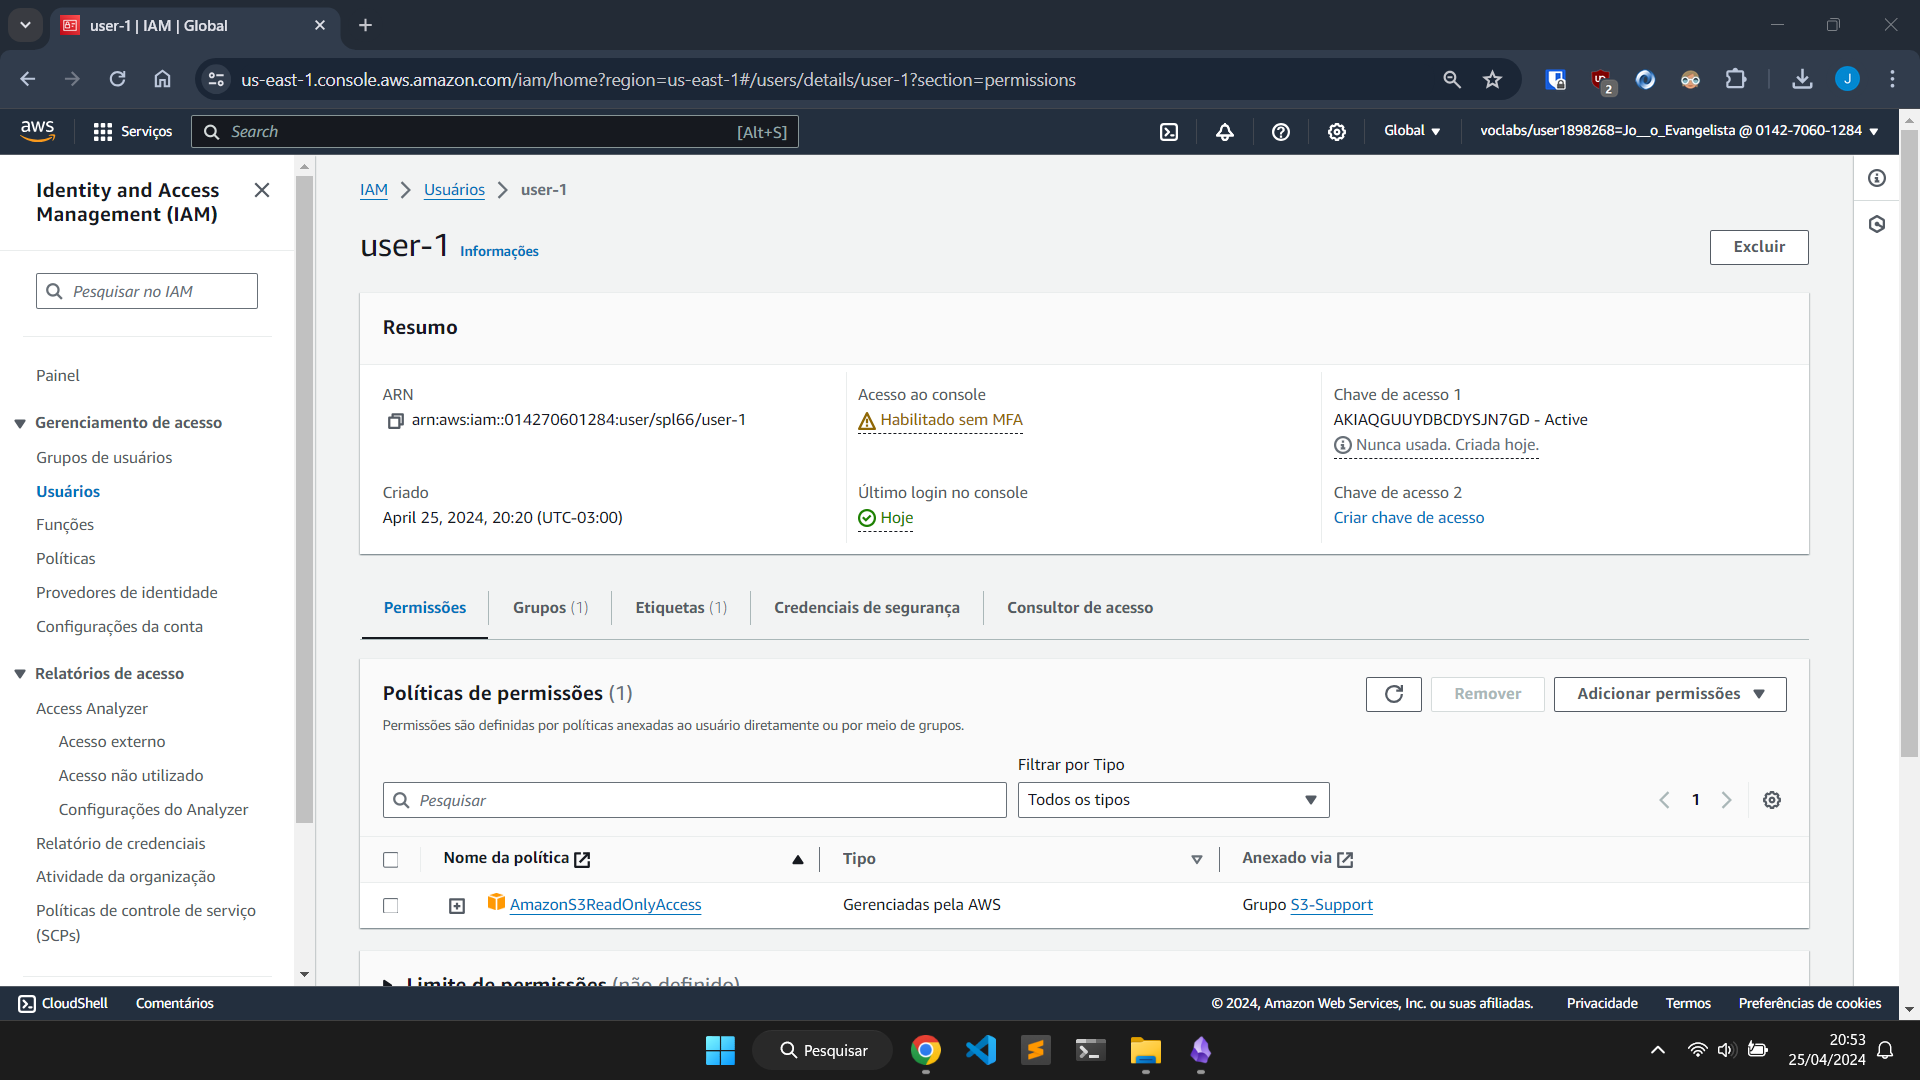 user-1 | IAM | Global
us-east-1.console.aws.amazon.com/iam/home?region=us-east-1#/users/details/user-1?section=permissions
2
J
aws
Serviços
Search
[Alt+S]
Global
voclabs/user1898268=Jo__o_Evangelista @ 0142-7060-1284
Identity and Access
Management (IAM)
Pesquisar no IAM
Painel
Gerenciamento de acesso
Grupos de usuários
Usuários
Funções
Políticas
Provedores de identidade
Configurações da conta
Relatórios de acesso
Access Analyzer
Acesso externo
Acesso não utilizado
Configurações do Analyzer
Relatório de credenciais
Atividade da organização
Políticas de controle de serviço
(SCPs)
IAM
Usuários
user-1
user-1 Informações
Excluir
Resumo
ARN
arn:aws:iam::014270601284:user/spl66/user-1
Acesso ao console
Habilitado sem MFA
Chave de acesso 1
AKIAQGUUYDBCDYSJN7GD - Active
Nunca usada. Criada hoje.
Criado
April 25, 2024, 20:20 (UTC-03:00)
Último login no console
Hoje
Chave de acesso 2
Criar chave de acesso
Permissões
Grupos (1)
Etiquetas (1)
Credenciais de segurança
Consultor de acesso
Políticas de permissões (1)
Permissões são definidas por políticas anexadas ao usuário diretamente ou por meio de grupos.
Remover
Adicionar permissões
Filtrar por Tipo
Pesquisar
Todos os tipos
1
Nome da política
Tipo
Anexado via
AmazonS3ReadOnlyAccess
Gerenciadas pela AWS
Grupo S3-Support
Limite de permissões (não definido)
CloudShell
Comentários
© 2024, Amazon Web Services, Inc. ou suas afiliadas.
Privacidade
Termos
Preferências de cookies
Pesquisar
20:53
25/04/2024